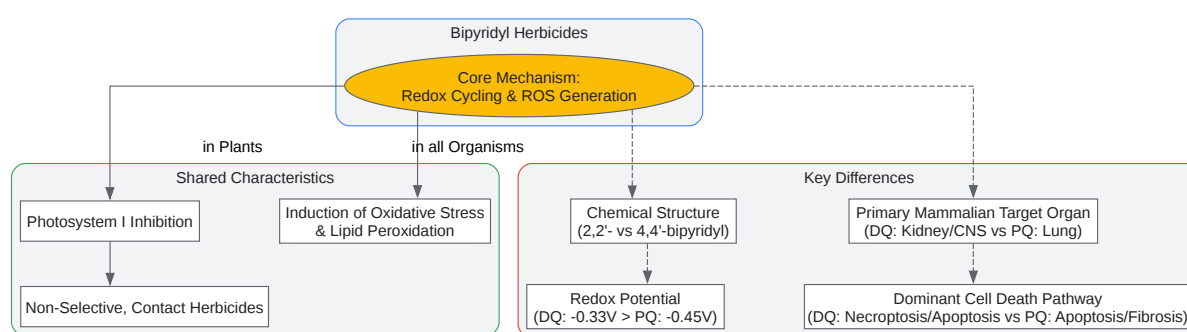 Bipyridyl Herbicides
Core Mechanism:
Redox Cycling & ROS Generation
in Plants
in all Organisms
Shared Characteristics
Photosystem I Inhibition
Induction of Oxidative Stress
& Lipid Peroxidation
Non-Selective, Contact Herbicides
Key Differences
Chemical Structure
(2,2'- vs 4,4'-bipyridyl)
Primary Mammalian Target Organ
(DQ: Kidney/CNS vs PQ: Lung)
Redox Potential
(DQ: -0.33V > PQ: -0.45V)
Dominant Cell Death Pathway
(DQ: Necroptosis/Apoptosis vs PQ: Apoptosis/Fibrosis)